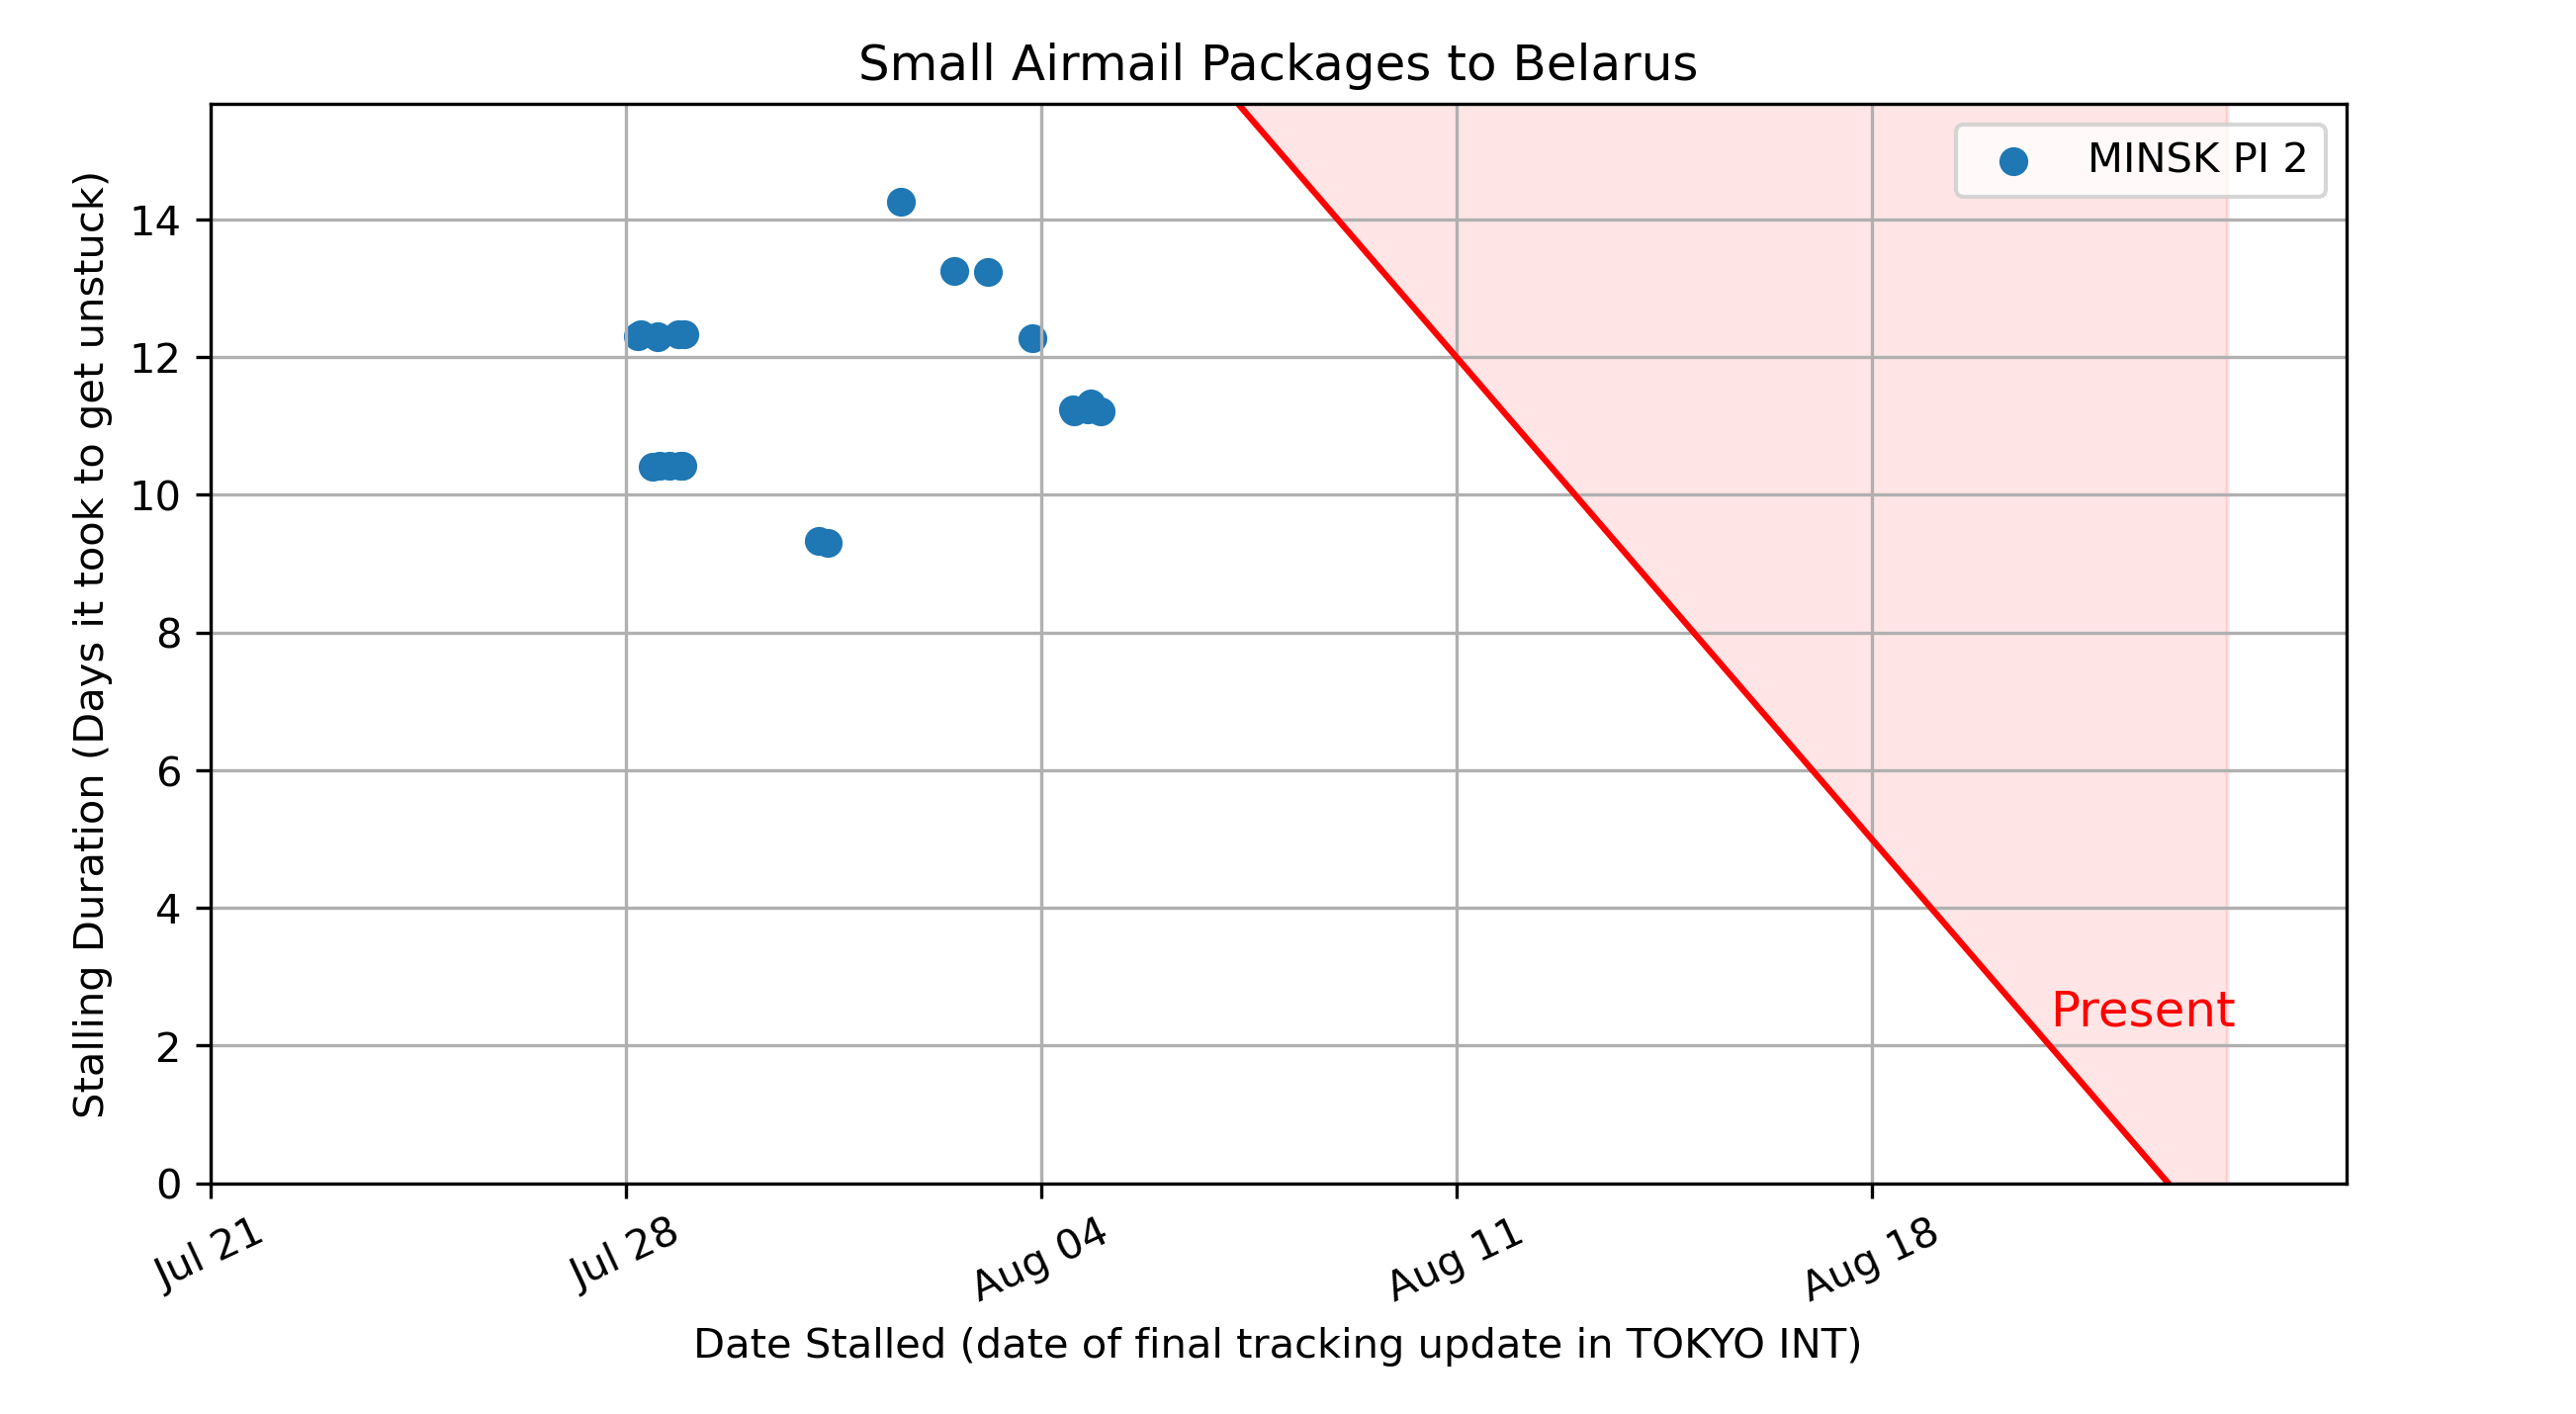 Small Airmail Packages to Belarus
MINSK PI 2
Stalling Duration (Days it took to get unstuck)
14
12
10
8
6
4
2
0
Present
Jul 21
Jul 28
Aug 04
Aug 11
Aug 18
Date Stalled (date of final tracking update in TOKYO INT)